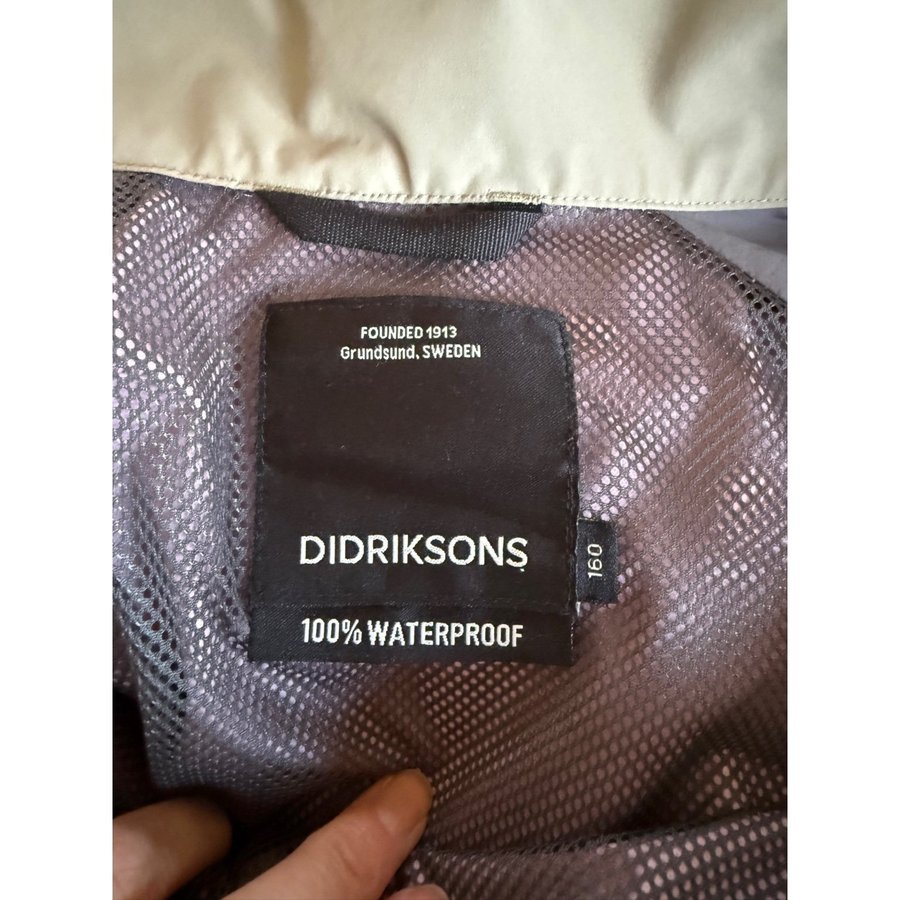 FOUNDED 1913
Grundsund, SWEDEN
DIDRIKSONS
160
100% WATERPROOF